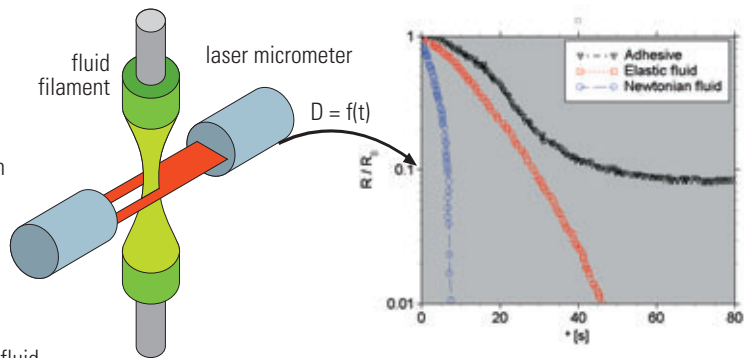 fluid
filament
laser micrometer
D = f(t)
n
fluid
R / R0
1
0.1
0.01
Adhesive
Elastic fluid
Newtonian fluid
0
20
40
60
80
[s]